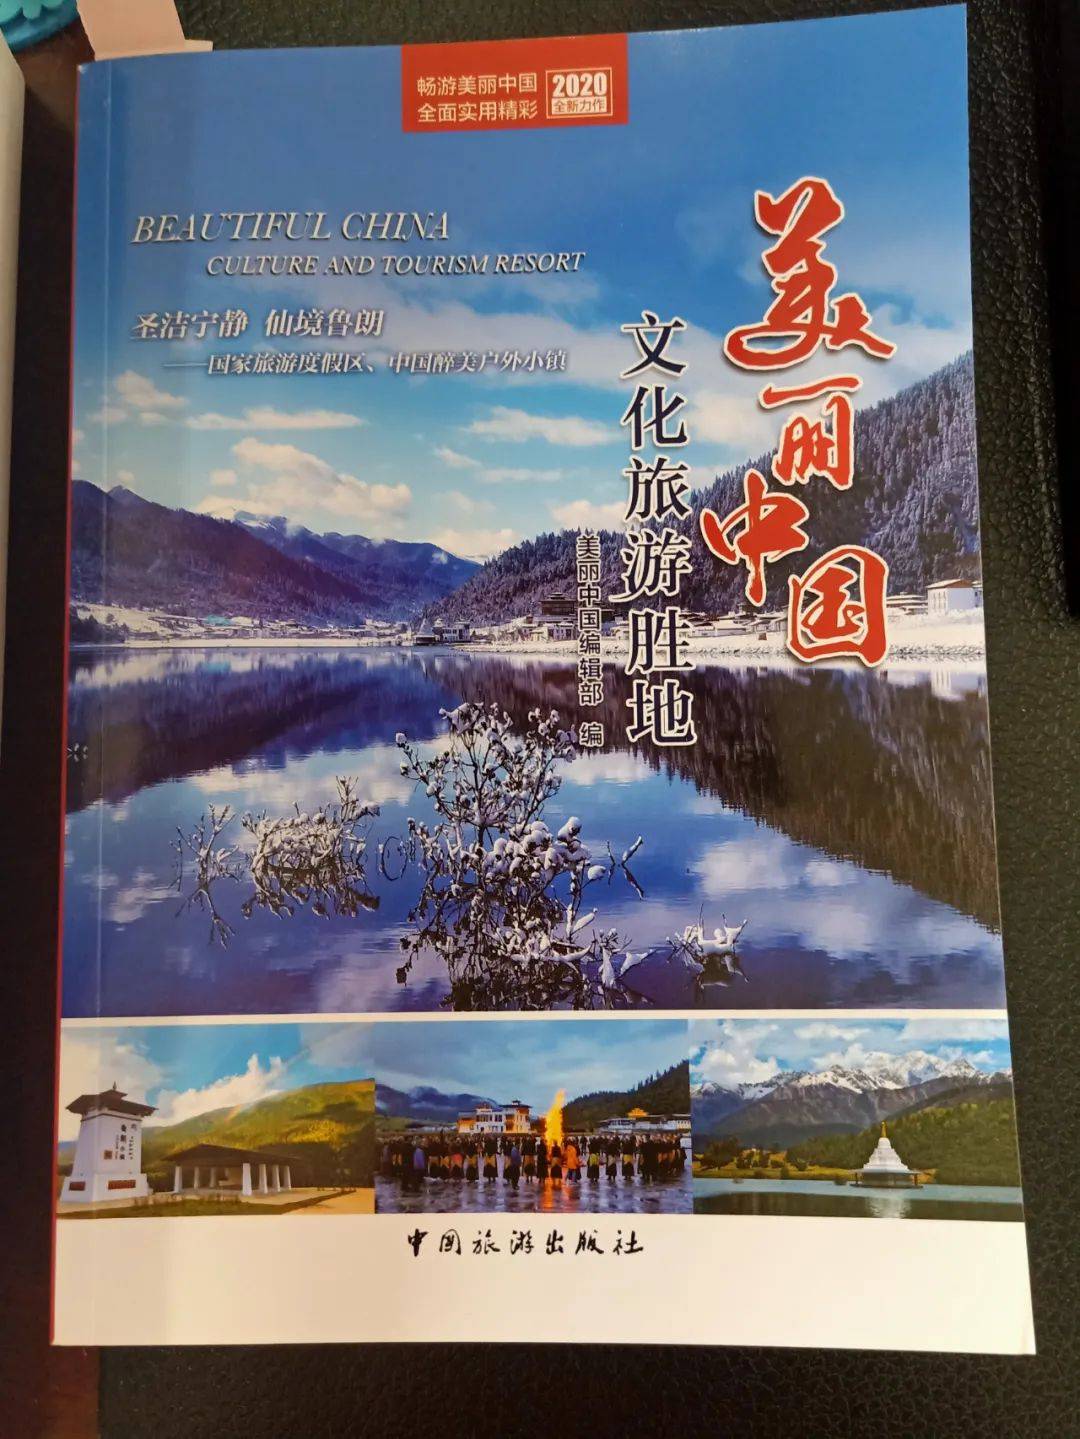 畅游美丽中国
全面实用精彩
2020
全新力作
BEAUTIFUL CHINA
CULTURE AND TOURISM RESORT
圣洁宁静 仙境鲁朗
——国家旅游度假区、中国醉美户外小镇
美丽中国
文化旅游胜地
美丽中国编辑部 编
中国旅游出版社